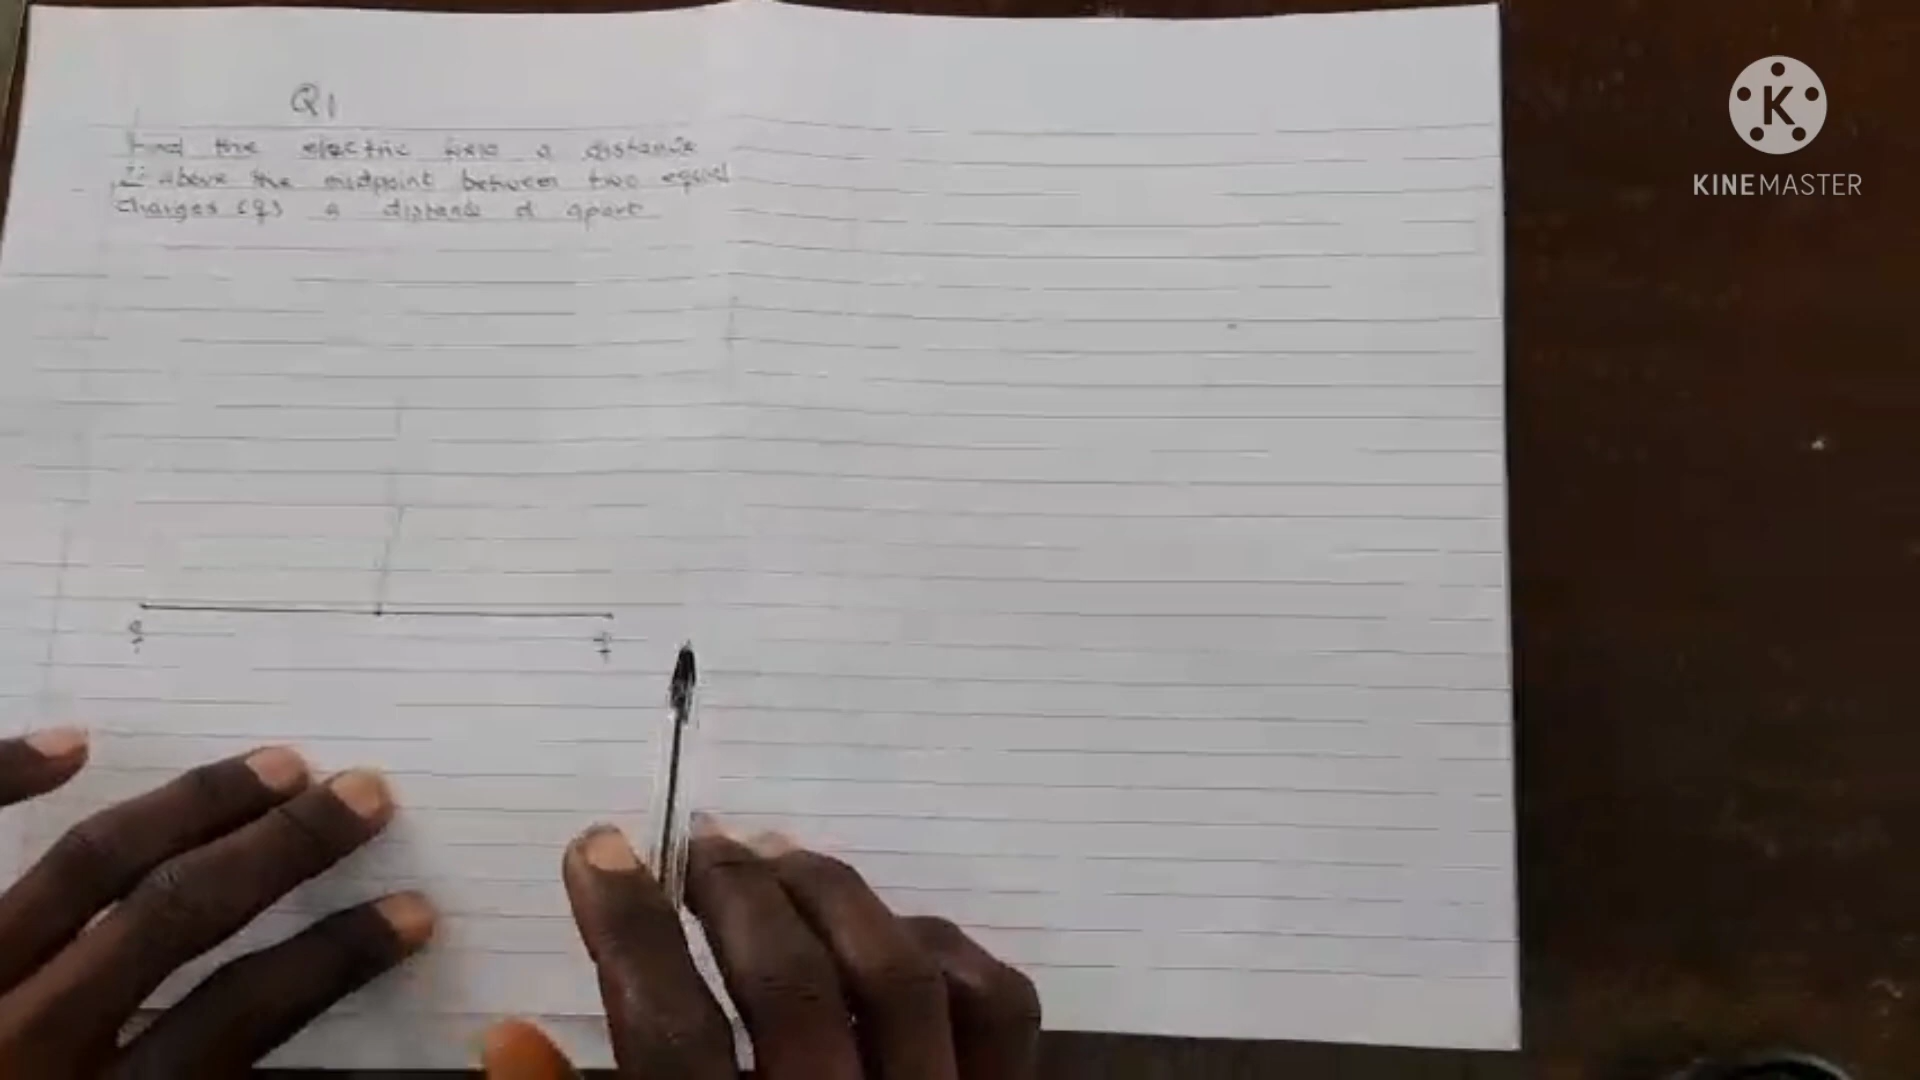 Q1
Find the electric field a distance
Z above the midpoint between two equal
charges (q) a distance d apart
q
K
KINEMASTER